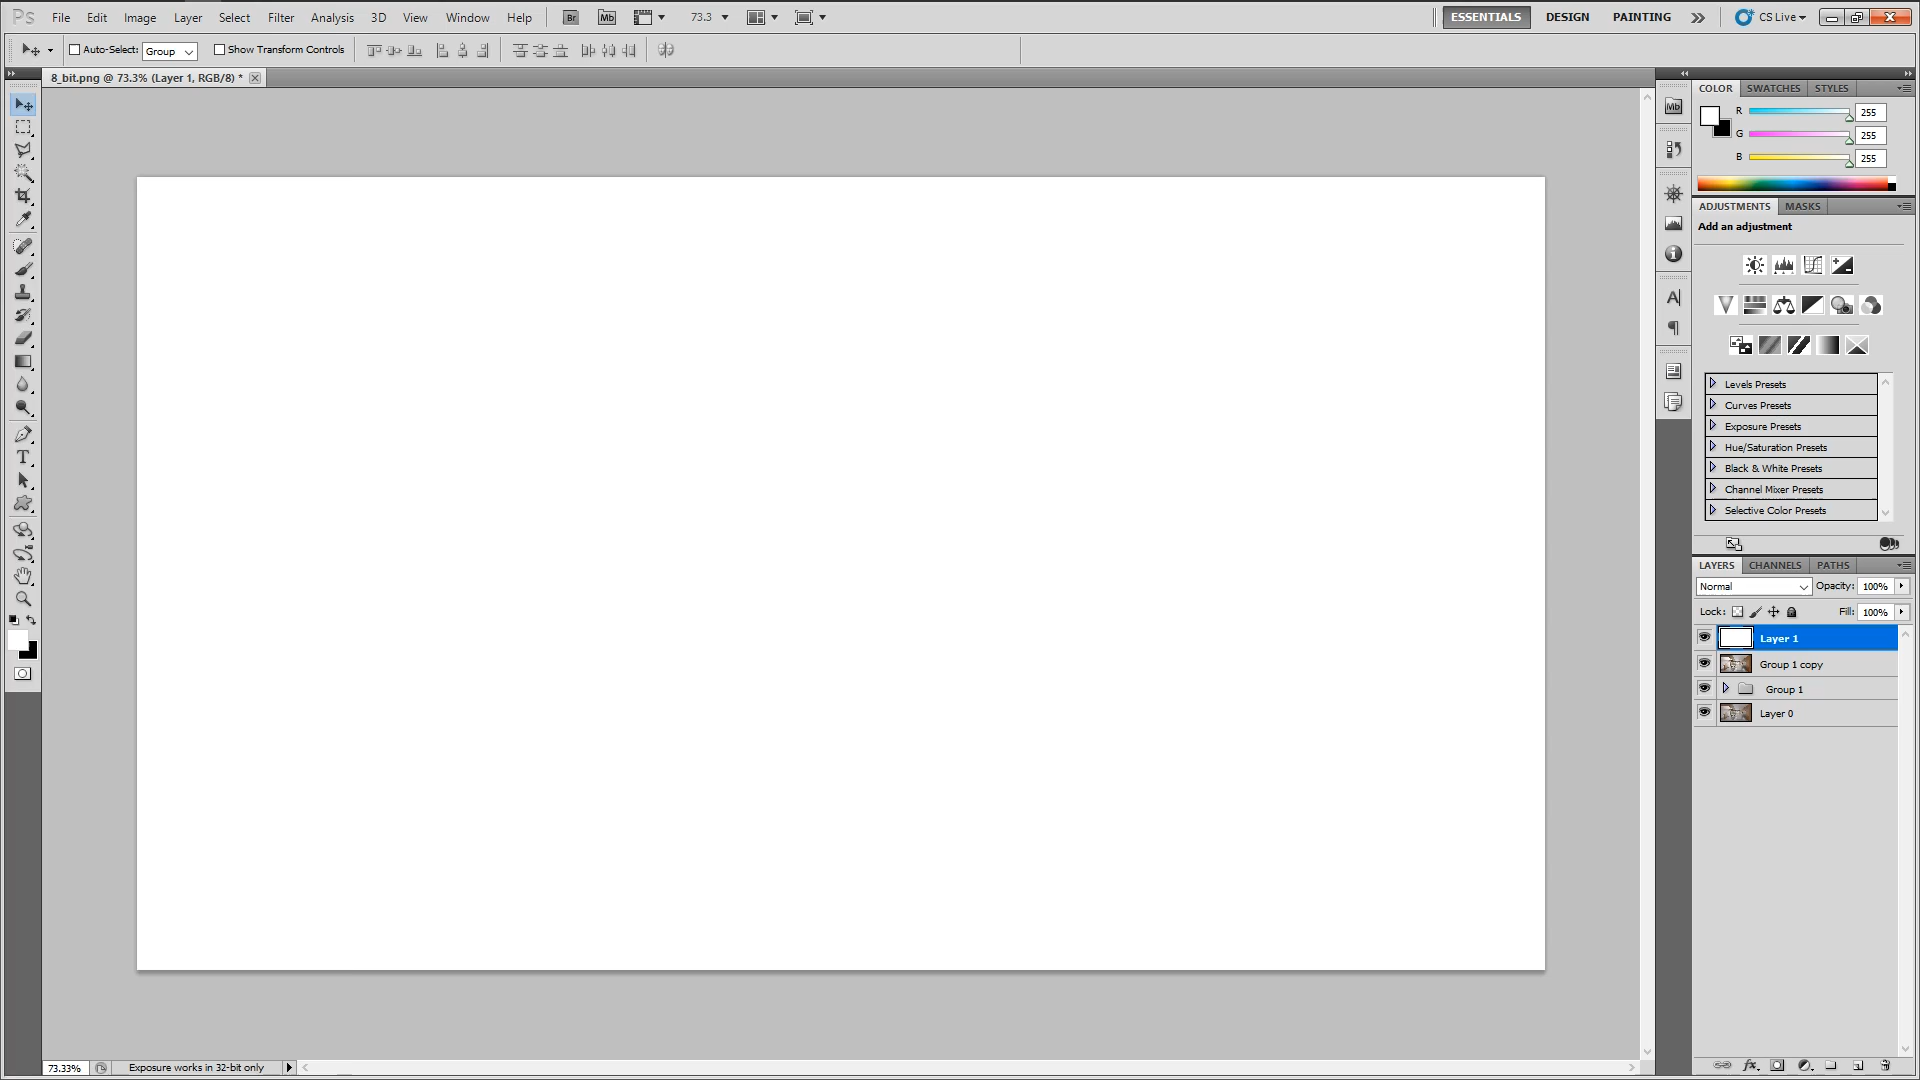 Ps File Edit Image Layer Select Filter Analysis 3D View Window Help Br Mb 73.3 ESSENTIALS DESIGN PAINTING CS Live
Auto-Select: Group Show Transform Controls
8_bit.png @ 73.3% (Layer 1, RGB/8) *
Mb
COLOR SWATCHES STYLES
R 255
G 255
B 255
ADJUSTMENTS MASKS
Add an adjustment
Levels Presets
Curves Presets
Exposure Presets
Hue/Saturation Presets
Black & White Presets
Channel Mixer Presets
Selective Color Presets
LAYERS CHANNELS PATHS
Normal Opacity: 100%
Lock: Fill: 100%
Layer 1
Group 1 copy
Group 1
Layer 0
73.33% Exposure works in 32-bit only